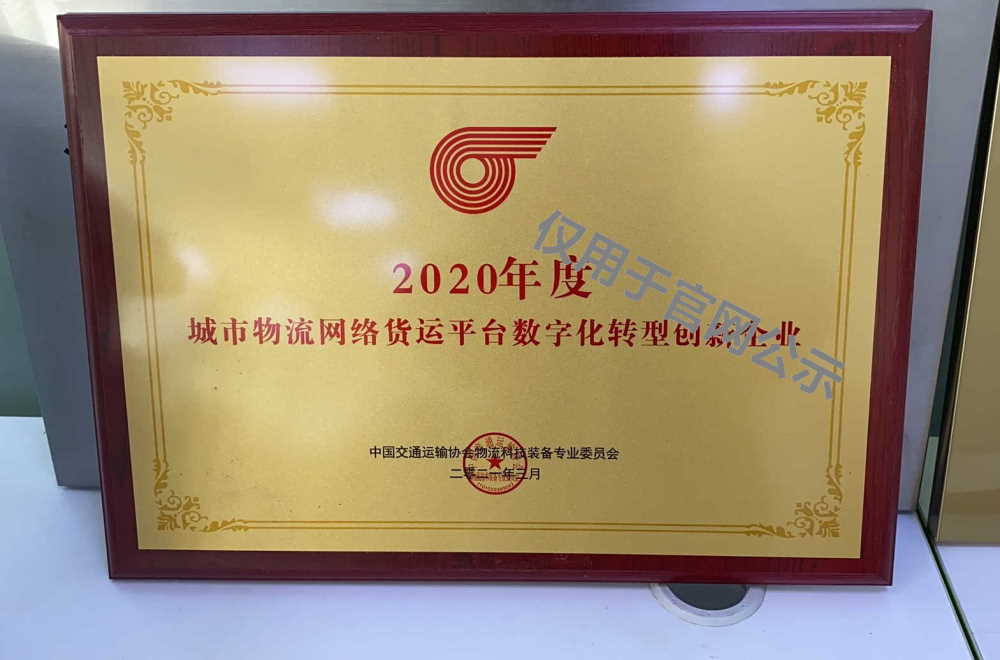 2020年度
城市物流网络货运平台数字化转型创新企业
仅用于官网公示
中国交通运输协会物流科技装备专业委员会
二零二一年三月